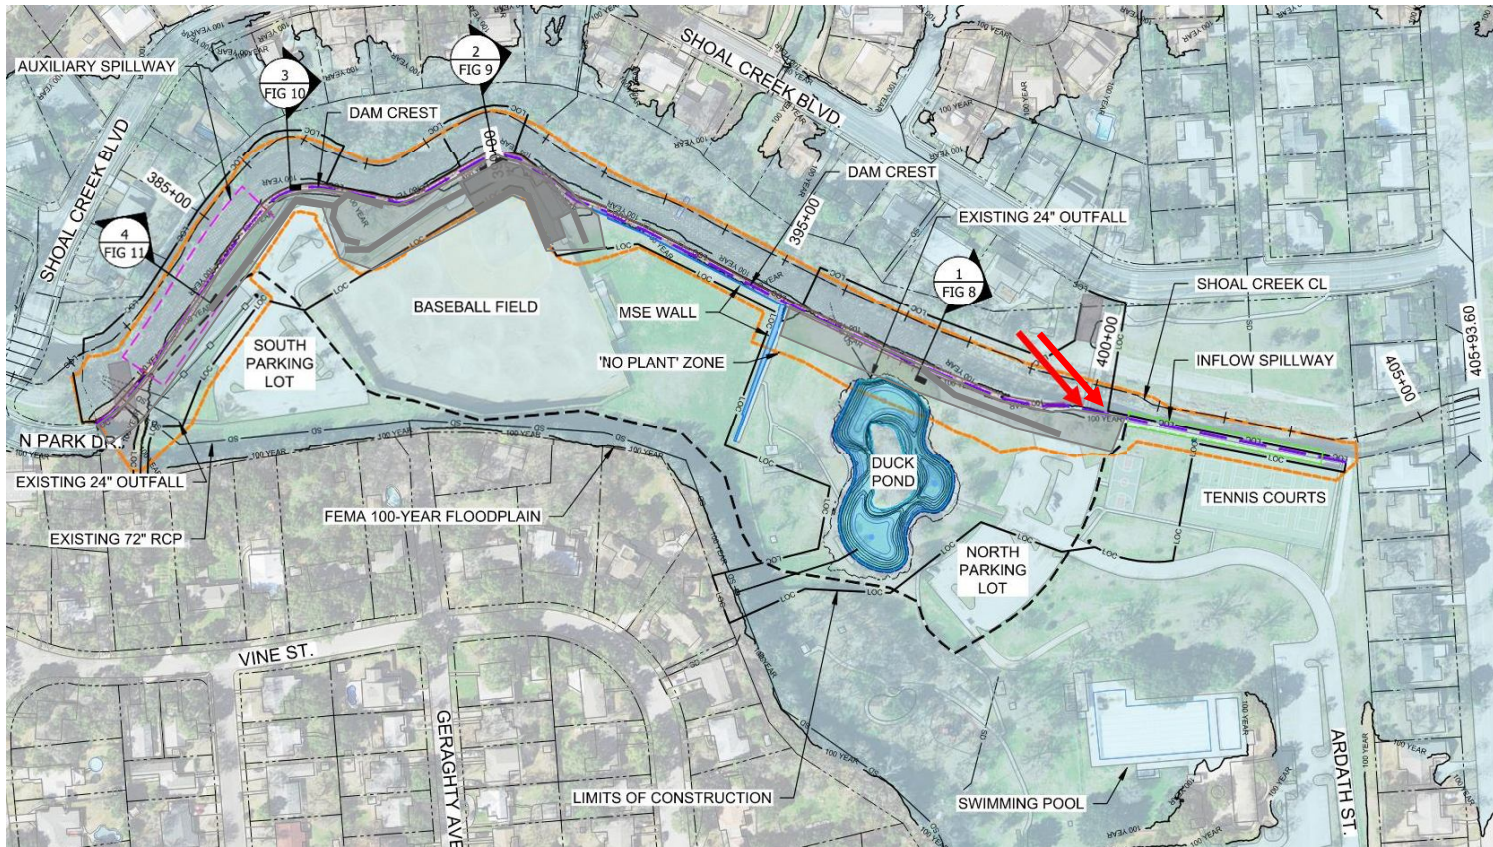 AUXILIARY SPILLWAY
3
FIG 10
2
FIG 9
DAM CREST
SHOAL CREEK BLVD
SHOAL CREEK BLVD
385+00
4
FIG 11
395+00
DAM CREST
EXISTING 24" OUTFALL
1
FIG 8
SHOAL CREEK CL
400+00
INFLOW SPILLWAY
405+00
405+93.60
BASEBALL FIELD
MSE WALL
'NO PLANT' ZONE
SOUTH
PARKING
LOT
N PARK DR.
EXISTING 24" OUTFALL
EXISTING 72" RCP
FEMA 100-YEAR FLOODPLAIN
DUCK
POND
TENNIS COURTS
NORTH
PARKING
LOT
VINE ST.
GERAGHTY AVE
LIMITS OF CONSTRUCTION
SWIMMING POOL
ARDATH ST.
100 YEAR
LOC
SD